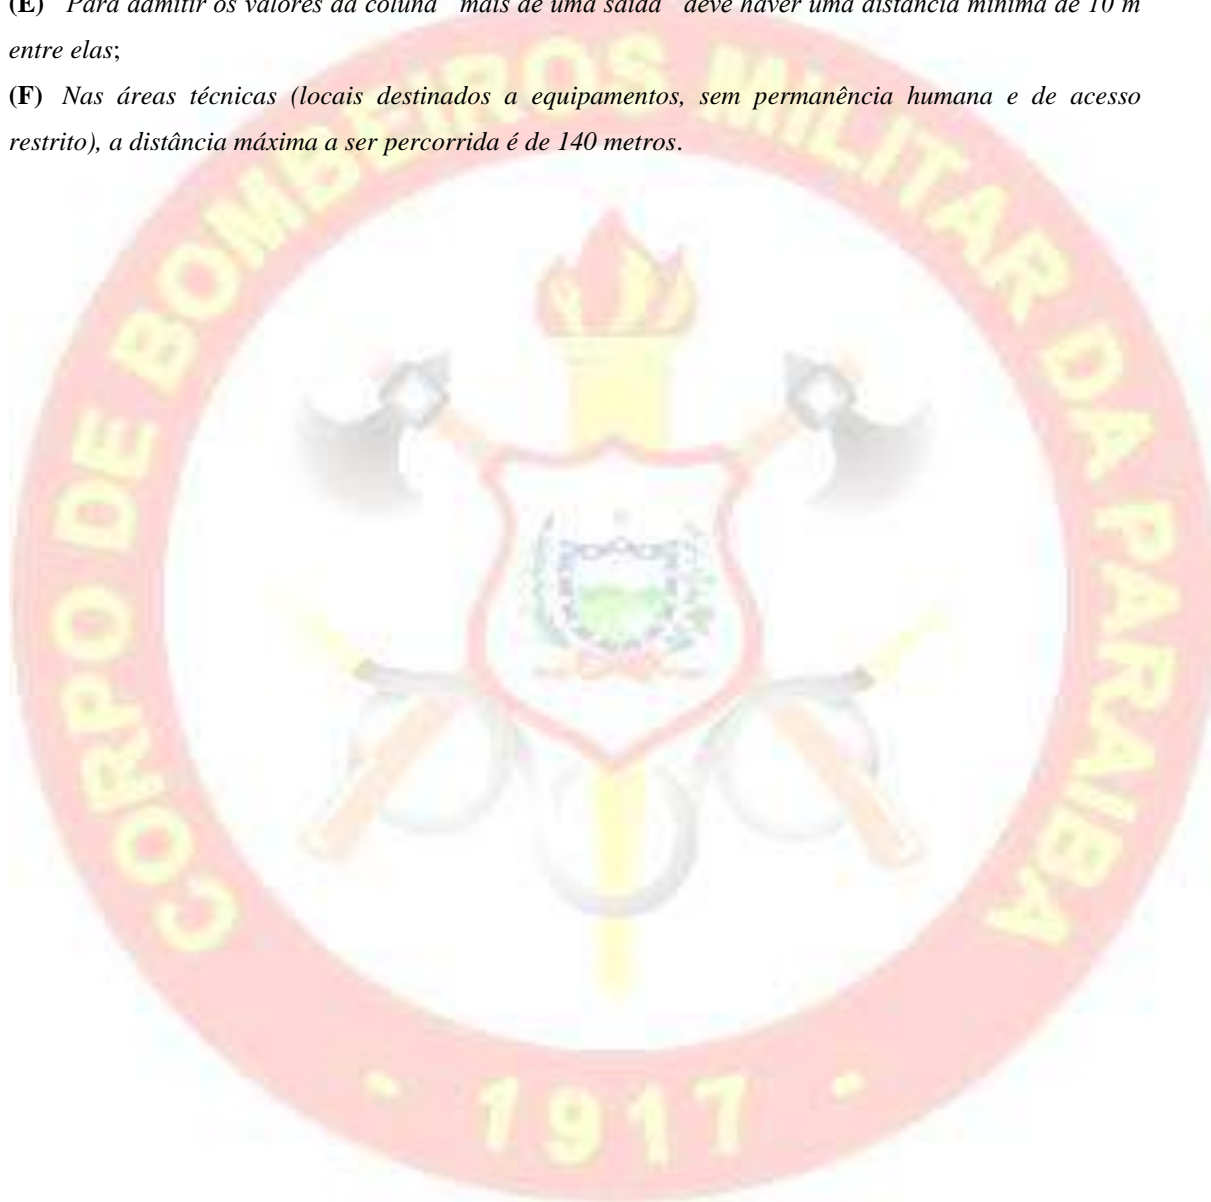 (E) Para admitir os valores da coluna “mais de uma saída” deve haver uma distância mínima de 10 m
entre elas;
(F) Nas áreas técnicas (locais destinados a equipamentos, sem permanência humana e de acesso
restrito), a distância máxima a ser percorrida é de 140 metros.
CORPO DE BOMBEIROS MILITAR DA PARAIBA
- 1917 -